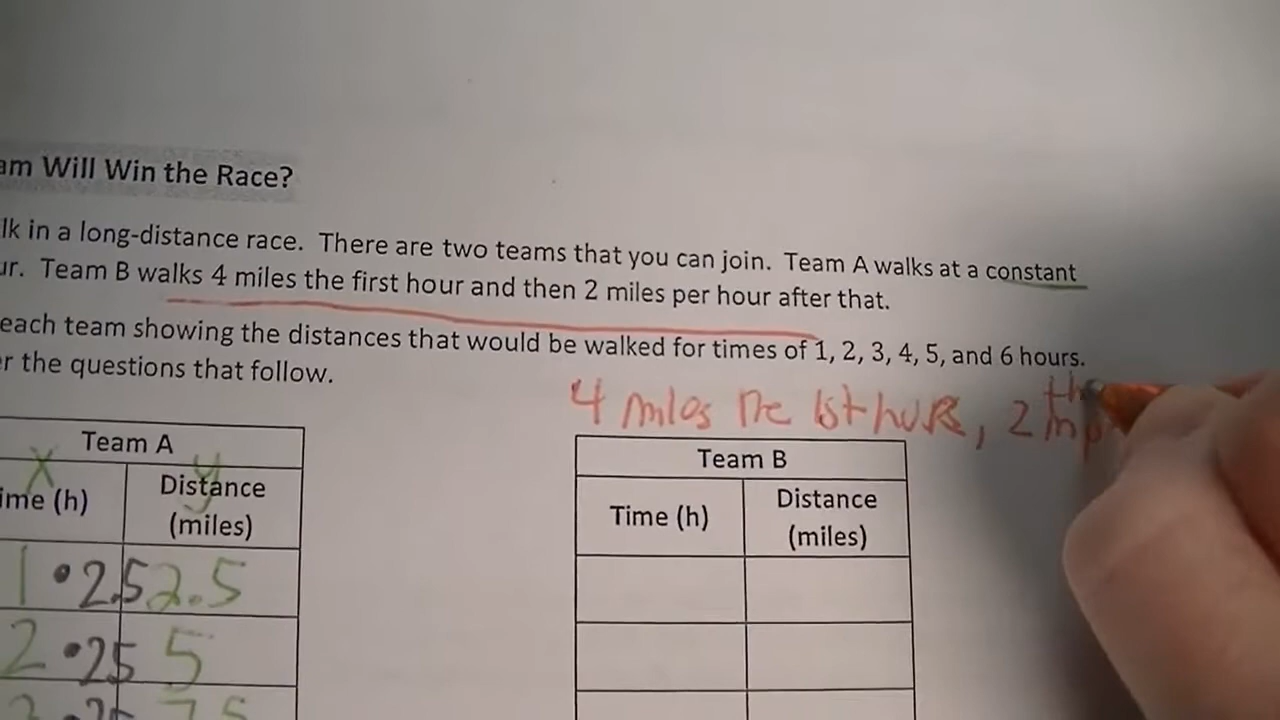 am Will Win the Race?
lk in a long-distance race. There are two teams that you can join. Team A walks at a constant
ur. Team B walks 4 miles the first hour and then 2 miles per hour after that.
each team showing the distances that would be walked for times of 1, 2, 3, 4, 5, and 6 hours.
r the questions that follow.
4 miles the 1st hour, 2 mp
Team A
x y
ime (h) Distance
(miles)
1 •2.5 2.5
2 •25 5
Team B
Time (h) Distance
(miles)